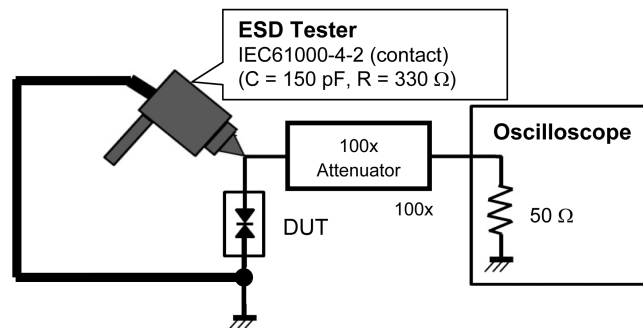 ESD Tester
IEC61000-4-2 (contact)
(C = 150 pF, R = 330 Ω)
100x
Attenuator
100x
Oscilloscope
50 Ω
DUT